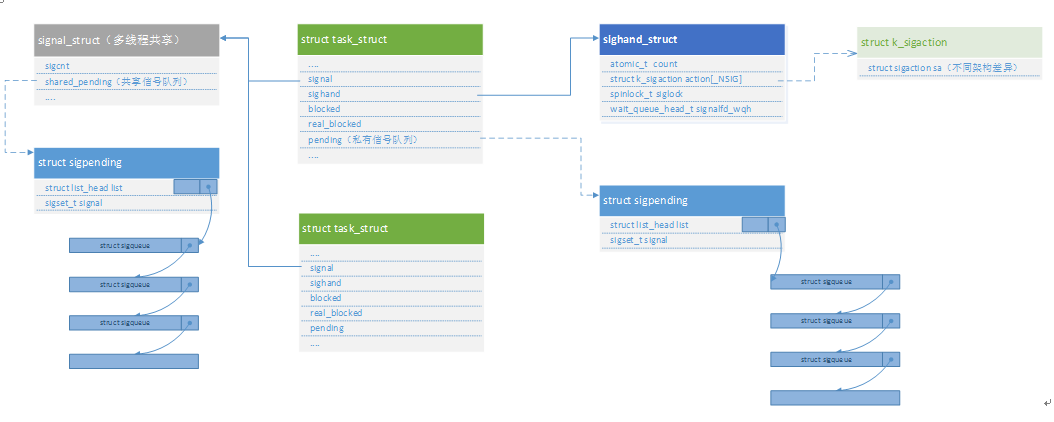 signal_struct（多线程共享）
sigcnt
shared_pending（共享信号队列）
....
struct task_struct
....
signal
sighand
blocked
real_blocked
pending（私有信号队列）
....
sighand_struct
atomic_t count
struct k_sigaction action[_NSIG]
spinlock_t siglock
wait_queue_head_t signalfd_wqh
struct k_sigaction
struct sigaction sa（不同架构差异）
struct sigpending
struct list_head list
sigset_t signal
struct sigqueue
struct sigqueue
struct sigqueue
struct task_struct
....
signal
sighand
blocked
real_blocked
pending
....
struct sigpending
struct list_head list
sigset_t signal
struct sigqueue
struct sigqueue
struct sigqueue